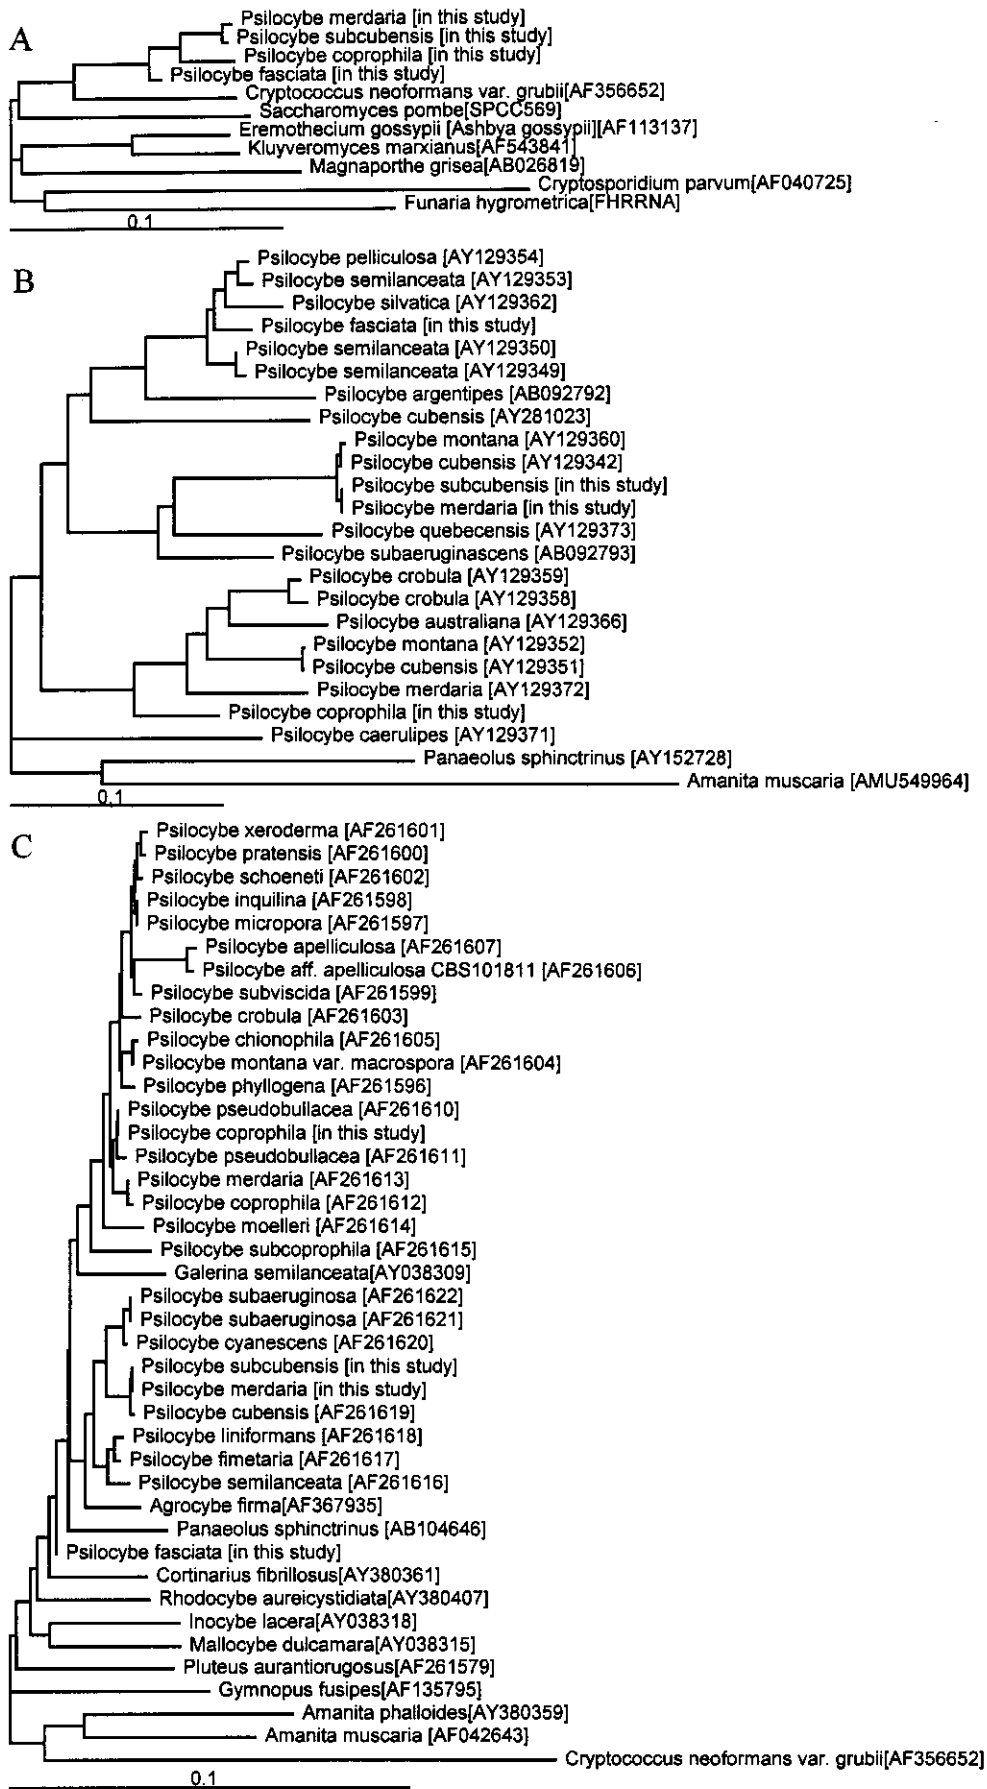 A
Psilocybe merdaria [in this study]
Psilocybe subcubensis [in this study]
Psilocybe coprophila [in this study]
Psilocybe fasciata [in this study]
Cryptococcus neoformans var. grubii[AF356652]
Saccharomyces pombe[SPCC569]
Eremothecium gossypii [Ashbya gossypii][AF113137]
Kluyveromyces marxianus[AF543841]
Magnaporthe grisea[AB026819]
Cryptosporidium parvum[AF040725]
Funaria hygrometrica[FHRRNA]
0.1
B
Psilocybe pelliculosa [AY129354]
Psilocybe semilanceata [AY129353]
Psilocybe silvatica [AY129362]
Psilocybe fasciata [in this study]
Psilocybe semilanceata [AY129350]
Psilocybe semilanceata [AY129349]
Psilocybe argentipes [AB092792]
Psilocybe cubensis [AY281023]
Psilocybe montana [AY129360]
Psilocybe cubensis [AY129342]
Psilocybe subcubensis [in this study]
Psilocybe merdaria [in this study]
Psilocybe quebecensis [AY129373]
Psilocybe subaeruginascens [AB092793]
Psilocybe crobula [AY129359]
Psilocybe crobula [AY129358]
Psilocybe australiana [AY129366]
Psilocybe montana [AY129352]
Psilocybe cubensis [AY129351]
Psilocybe merdaria [AY129372]
Psilocybe coprophila [in this study]
Psilocybe caerulipes [AY129371]
Panaeolus sphinctrinus [AY152728]
Amanita muscaria [AMU549964]
0.1
C
Psilocybe xeroderma [AF261601]
Psilocybe pratensis [AF261600]
Psilocybe schoeneti [AF261602]
Psilocybe inquilina [AF261598]
Psilocybe micropora [AF261597]
Psilocybe apelliculosa [AF261607]
Psilocybe aff. apelliculosa CBS101811 [AF261606]
Psilocybe subviscida [AF261599]
Psilocybe crobula [AF261603]
Psilocybe chionophila [AF261605]
Psilocybe montana var. macrospora [AF261604]
Psilocybe phyllogena [AF261596]
Psilocybe pseudobullacea [AF261610]
Psilocybe coprophila [in this study]
Psilocybe pseudobullacea [AF261611]
Psilocybe merdaria [AF261613]
Psilocybe coprophila [AF261612]
Psilocybe moelleri [AF261614]
Psilocybe subcoprophila [AF261615]
Galerina semilanceata[AY038309]
Psilocybe subaeruginosa [AF261622]
Psilocybe subaeruginosa [AF261621]
Psilocybe cyanescens [AF261620]
Psilocybe subcubensis [in this study]
Psilocybe merdaria [in this study]
Psilocybe cubensis [AF261619]
Psilocybe liniformans [AF261618]
Psilocybe fimetaria [AF261617]
Psilocybe semilanceata [AF261616]
Agrocybe firma[AF367935]
Panaeolus sphinctrinus [AB104646]
Psilocybe fasciata [in this study]
Cortinarius fibrillosus[AY380361]
Rhodocybe aureicystidiata[AY380407]
Inocybe lacera[AY038318]
Mallocybe dulcamara[AY038315]
Pluteus aurantiorugosus[AF261579]
Gymnopus fusipes[AF135795]
Amanita phalloides[AY380359]
Amanita muscaria [AF042643]
Cryptococcus neoformans var. grubii[AF356652]
0.1